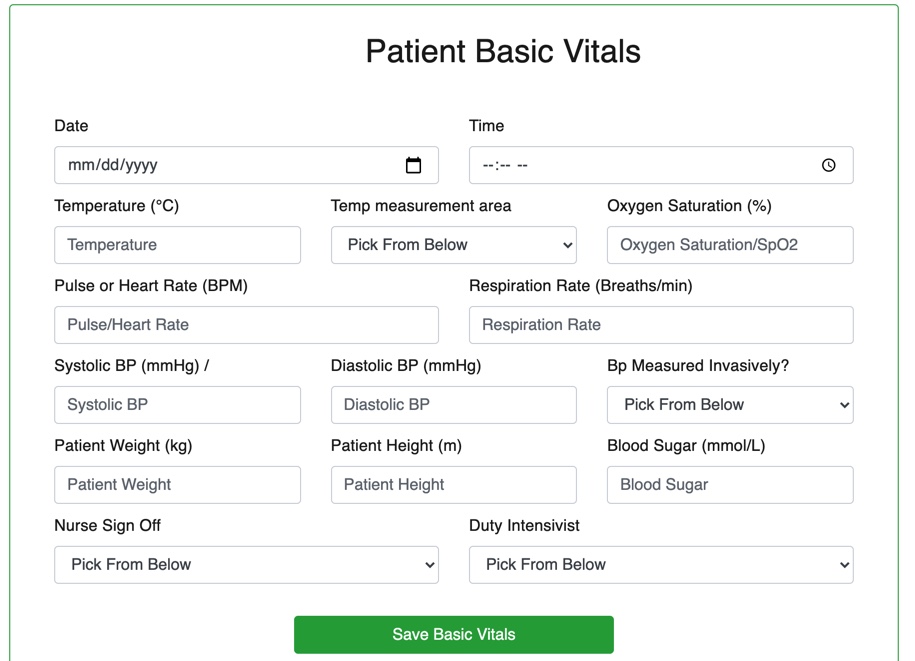 Patient Basic Vitals
Date Time
mm/dd/yyyy --:-- --
Temperature (°C) Temp measurement area Oxygen Saturation (%)
Temperature Pick From Below Oxygen Saturation/SpO2
Pulse or Heart Rate (BPM) Respiration Rate (Breaths/min)
Pulse/Heart Rate Respiration Rate
Systolic BP (mmHg) / Diastolic BP (mmHg) Bp Measured Invasively?
Systolic BP Diastolic BP Pick From Below
Patient Weight (kg) Patient Height (m) Blood Sugar (mmol/L)
Patient Weight Patient Height Blood Sugar
Nurse Sign Off Duty Intensivist
Pick From Below Pick From Below
Save Basic Vitals